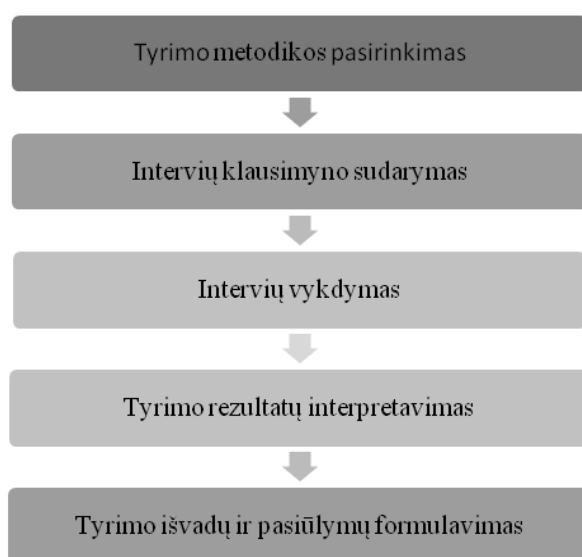 Tyrimo metodikos pasirinkimas
Intervių klausimyno sudarymas
Intervių vykdymas
Tyrimo rezultatų interpretavimas
Tyrimo išvadų ir pasiūlymų formulavimas